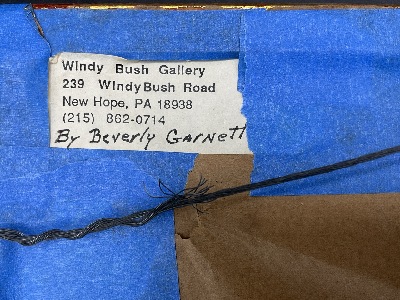 Windy Bush Gallery
239 WindyBush Road
New Hope, PA 18938
(215) 862-0714
By Beverly Garnett